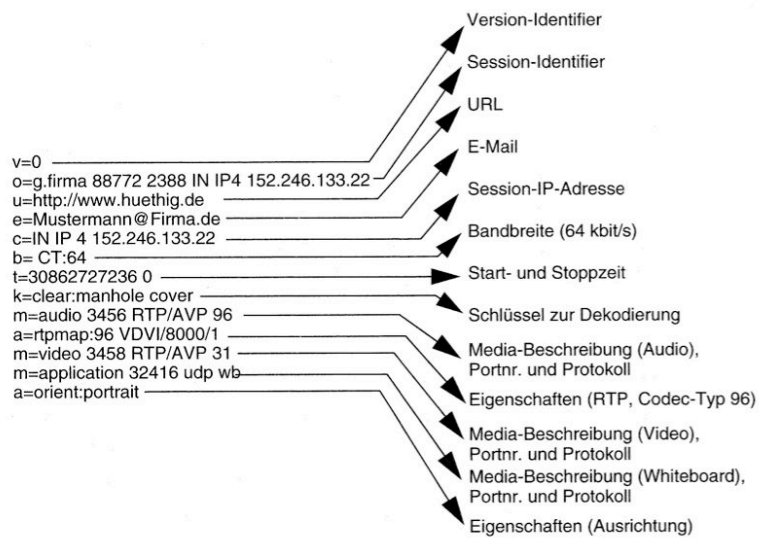 v=0
o=g.firma 88772 2388 IN IP4 152.246.133.22
u=http://www.huethig.de
e=Mustermann@Firma.de
c=IN IP 4 152.246.133.22
b= CT:64
t=30862727236 0
k=clear:manhole cover
m=audio 3456 RTP/AVP 96
a=rtpmap:96 VDVI/8000/1
m=video 3458 RTP/AVP 31
m=application 32416 udp wb
a=orient:portrait
Version-Identifier
Session-Identifier
URL
E-Mail
Session-IP-Adresse
Bandbreite (64 kbit/s)
Start- und Stoppzeit
Schlüssel zur Dekodierung
Media-Beschreibung (Audio),
Portnr. und Protokoll
Eigenschaften (RTP, Codec-Typ 96)
Media-Beschreibung (Video),
Portnr. und Protokoll
Media-Beschreibung (Whiteboard),
Portnr. und Protokoll
Eigenschaften (Ausrichtung)